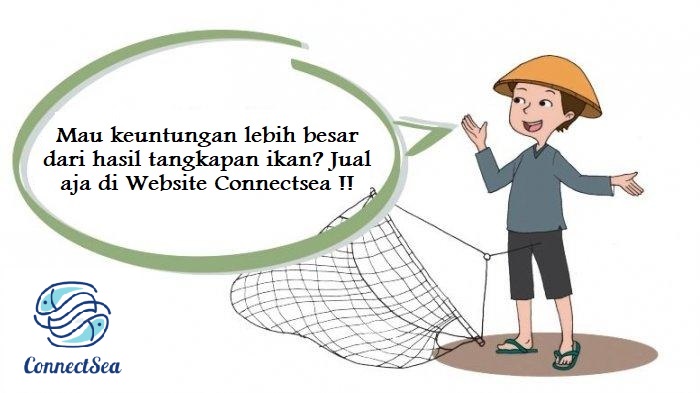 Mau keuntungan lebih besar
dari hasil tangkapan ikan? Jual
aja di Website Connectsea !!
ConnectSea